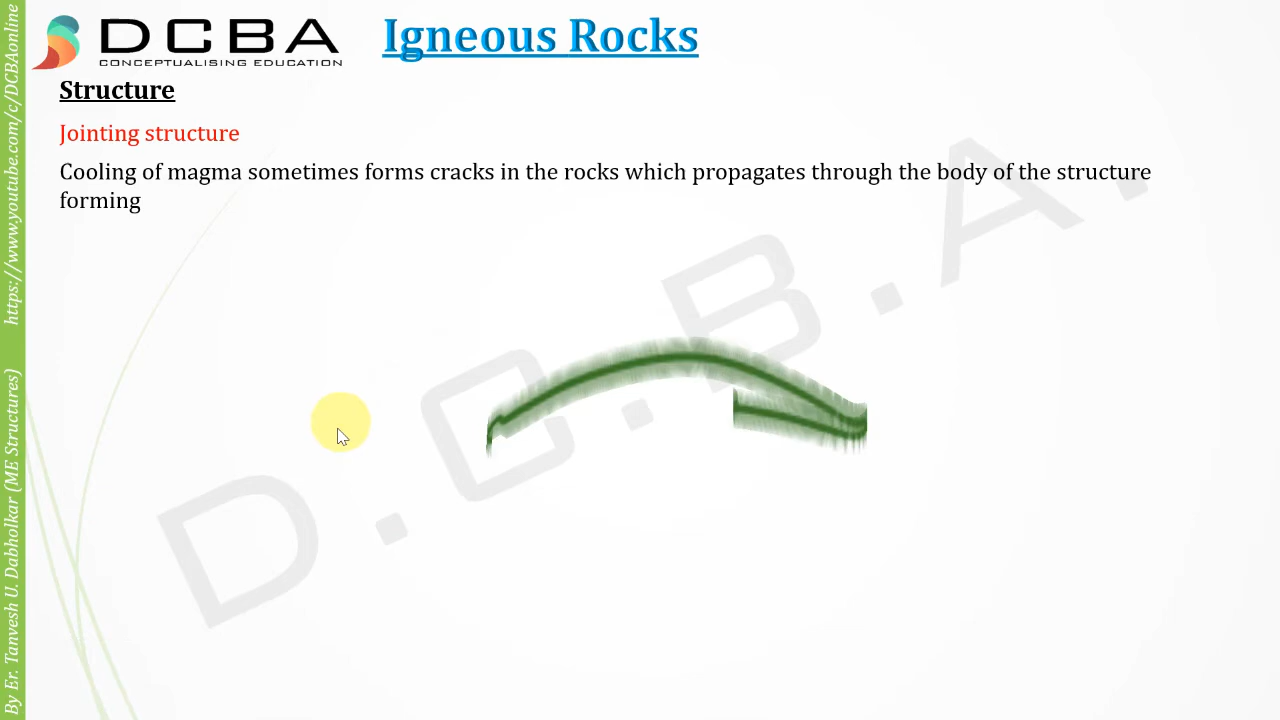 DCBA
CONCEPTUALISING EDUCATION
Igneous Rocks
Structure
Jointing structure
Cooling of magma sometimes forms cracks in the rocks which propagates through the body of the structure
forming
D.C.B.A.
By Er. Tanvesh U. Dabholkar (ME Structures) https://www.youtube.com/c/DCBAonline